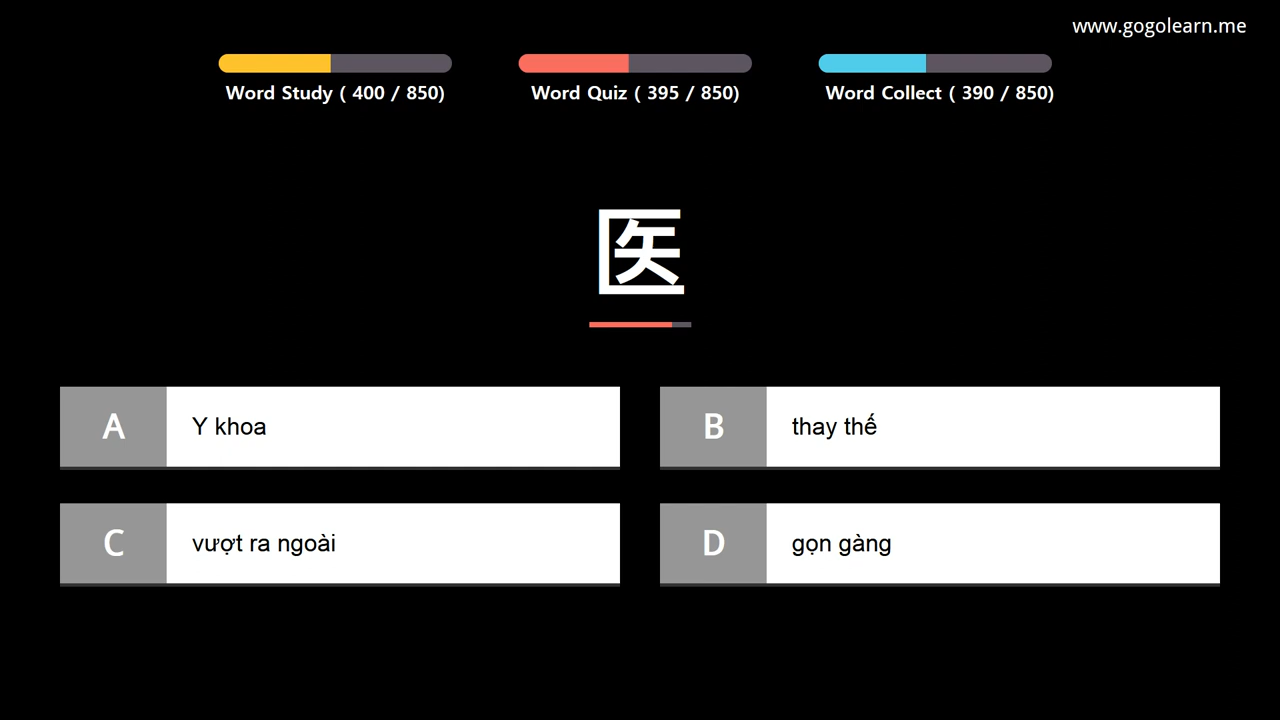 www.gogolearn.me
Word Study ( 400 / 850)
Word Quiz ( 395 / 850)
Word Collect ( 390 / 850)
医
A
Y khoa
B
thay thế
C
vượt ra ngoài
D
gọn gàng